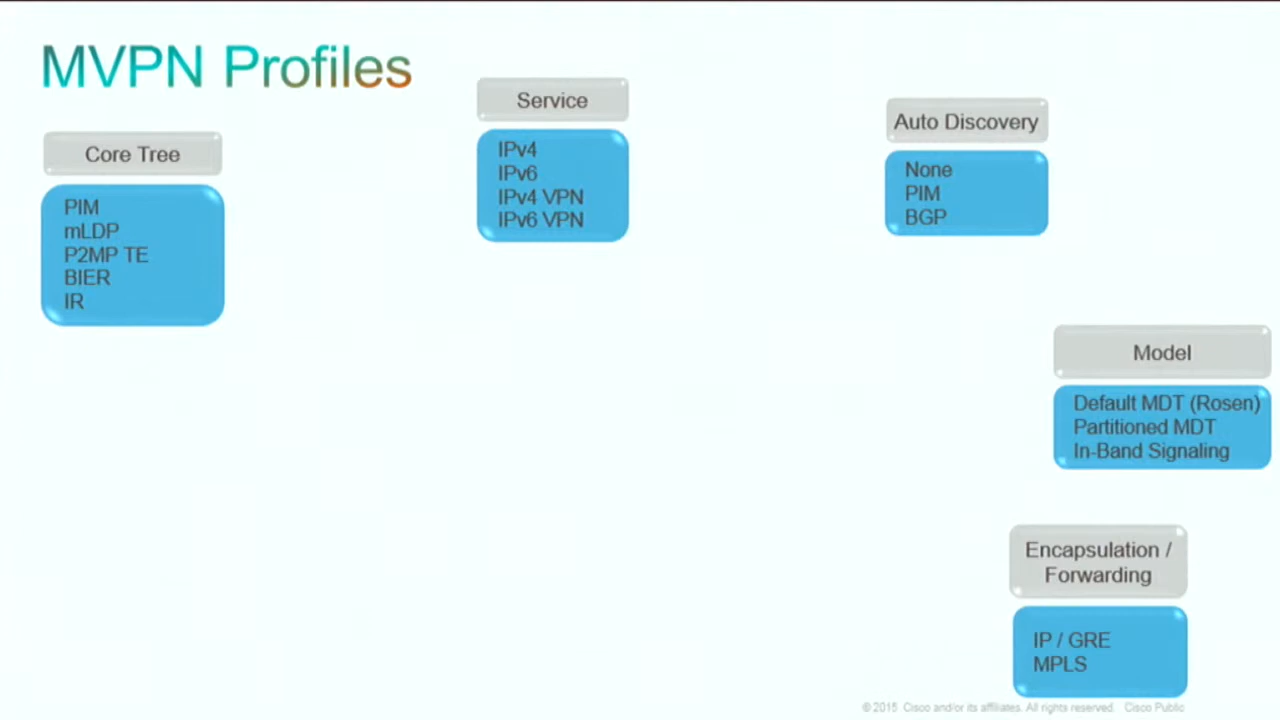 MVPN Profiles
Core Tree
PIM
mLDP
P2MP TE
BIER
IR
Service
IPv4
IPv6
IPv4 VPN
IPv6 VPN
Auto Discovery
None
PIM
BGP
Model
Default MDT (Rosen)
Partitioned MDT
In-Band Signaling
Encapsulation /
Forwarding
IP / GRE
MPLS
© 2015 Cisco and/or its affiliates. All rights reserved. Cisco Public